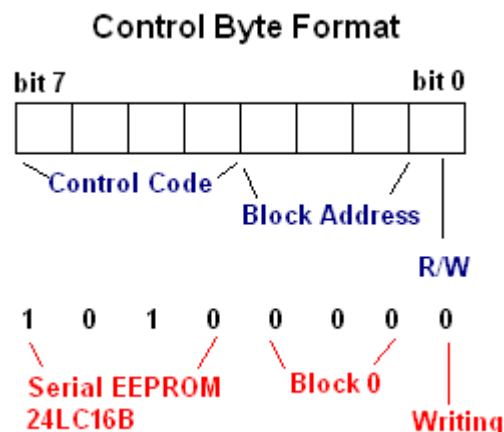 Control Byte Format
bit 7 bit 0
Control Code
Block Address
R/W
1 0 1 0 0 0 0 0
Serial EEPROM Block 0
24LC16B Writing